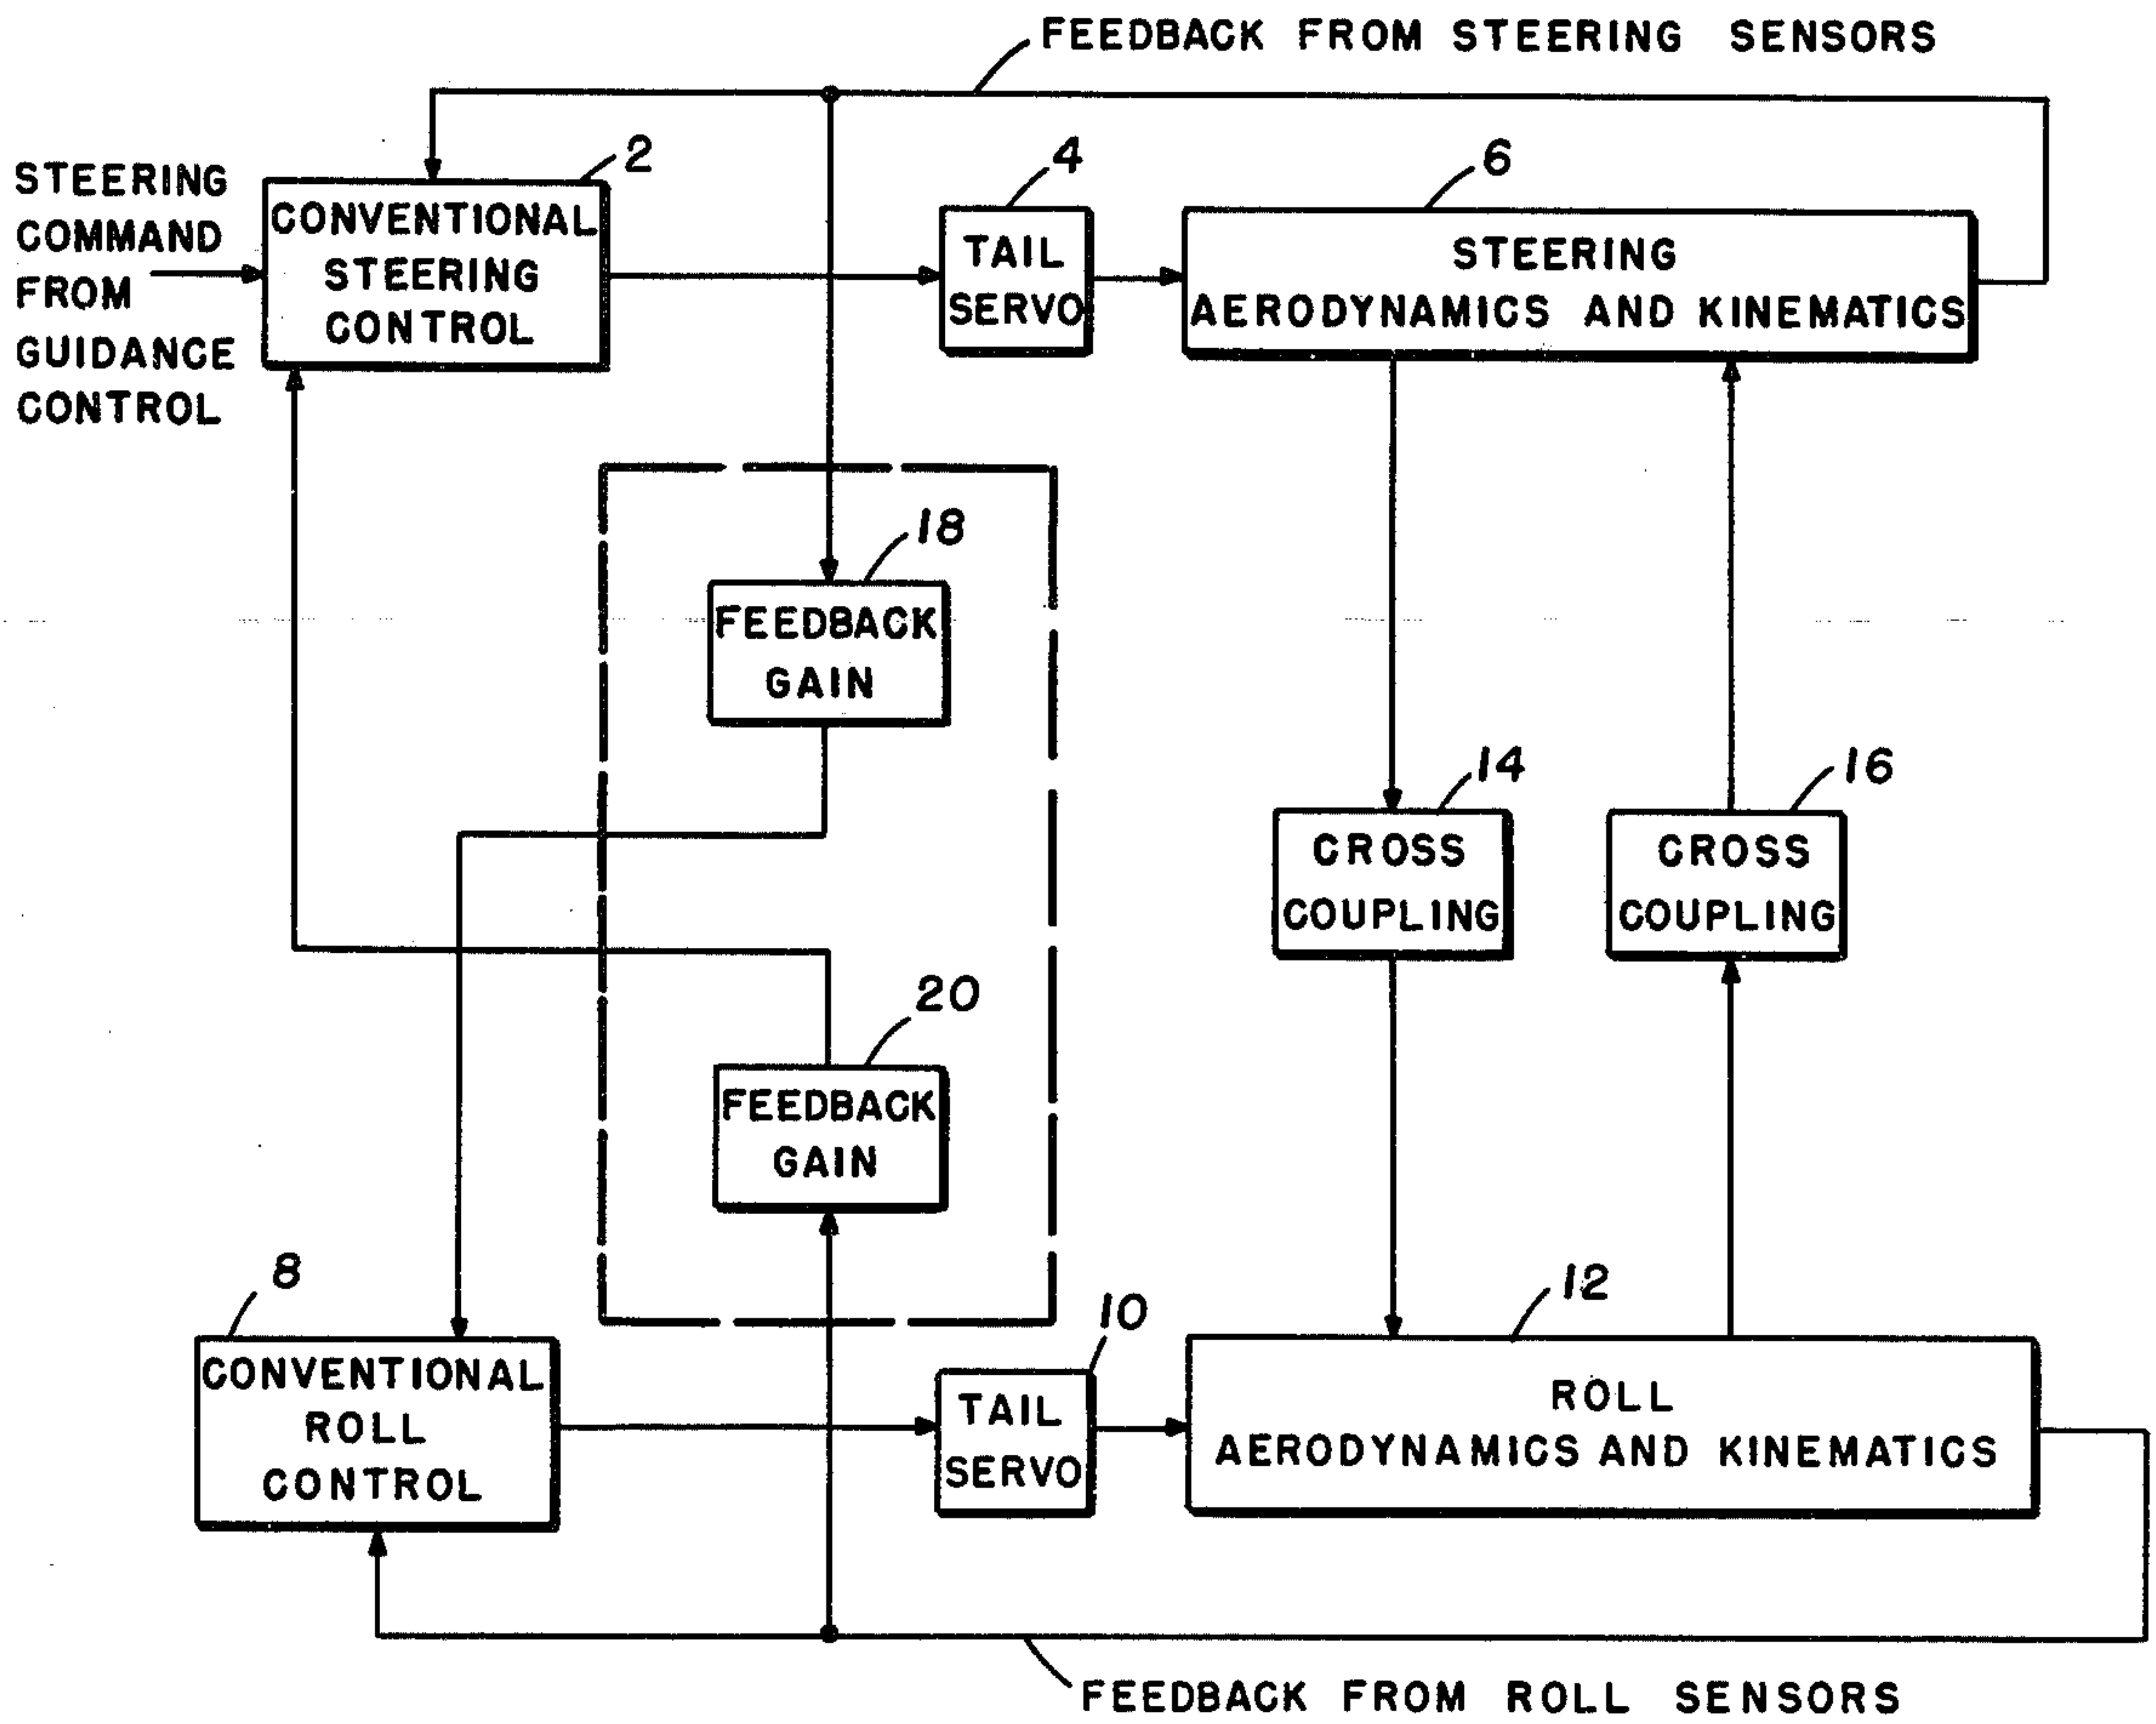 FEEDBACK FROM STEERING SENSORS
STEERING
COMMAND
FROM
GUIDANCE
CONTROL
2
CONVENTIONAL
STEERING
CONTROL
4
TAIL
SERVO
6
STEERING
AERODYNAMICS AND KINEMATICS
18
FEEDBACK
GAIN
14
CROSS
COUPLING
16
CROSS
COUPLING
20
FEEDBACK
GAIN
8
CONVENTIONAL
ROLL
CONTROL
10
TAIL
SERVO
12
ROLL
AERODYNAMICS AND KINEMATICS
FEEDBACK FROM ROLL SENSORS